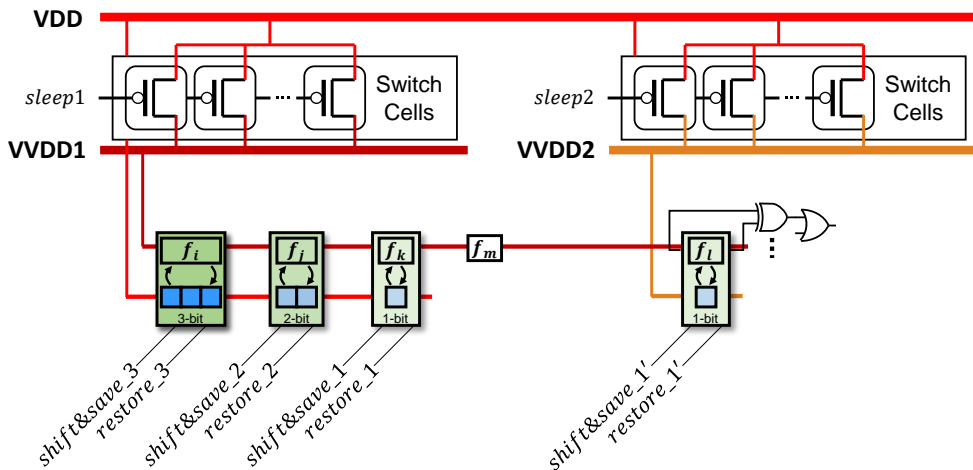 VDD
sleep1
...
Switch
Cells
sleep2
...
Switch
Cells
VVDD1
VVDD2
f_i
f_j
f_k
f_m
f_l
3-bit
2-bit
1-bit
1-bit
shift&save_3
restore_3
shift&save_2
restore_2
shift&save_1
restore_1
shift&save_1′
restore_1′